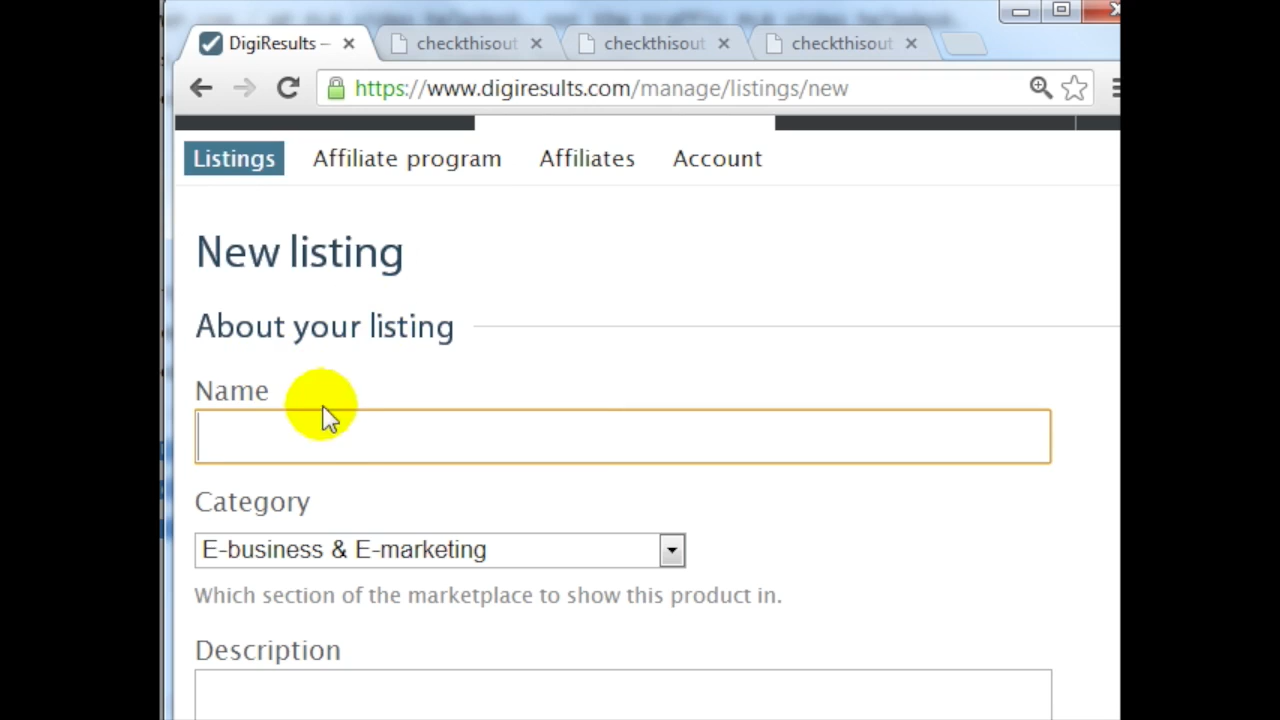 DigiResults –
checkthisout
checkthisout
checkthisout
https://www.digiresults.com/manage/listings/new
Listings Affiliate program Affiliates Account
New listing
About your listing
Name
Category
E-business & E-marketing
Which section of the marketplace to show this product in.
Description